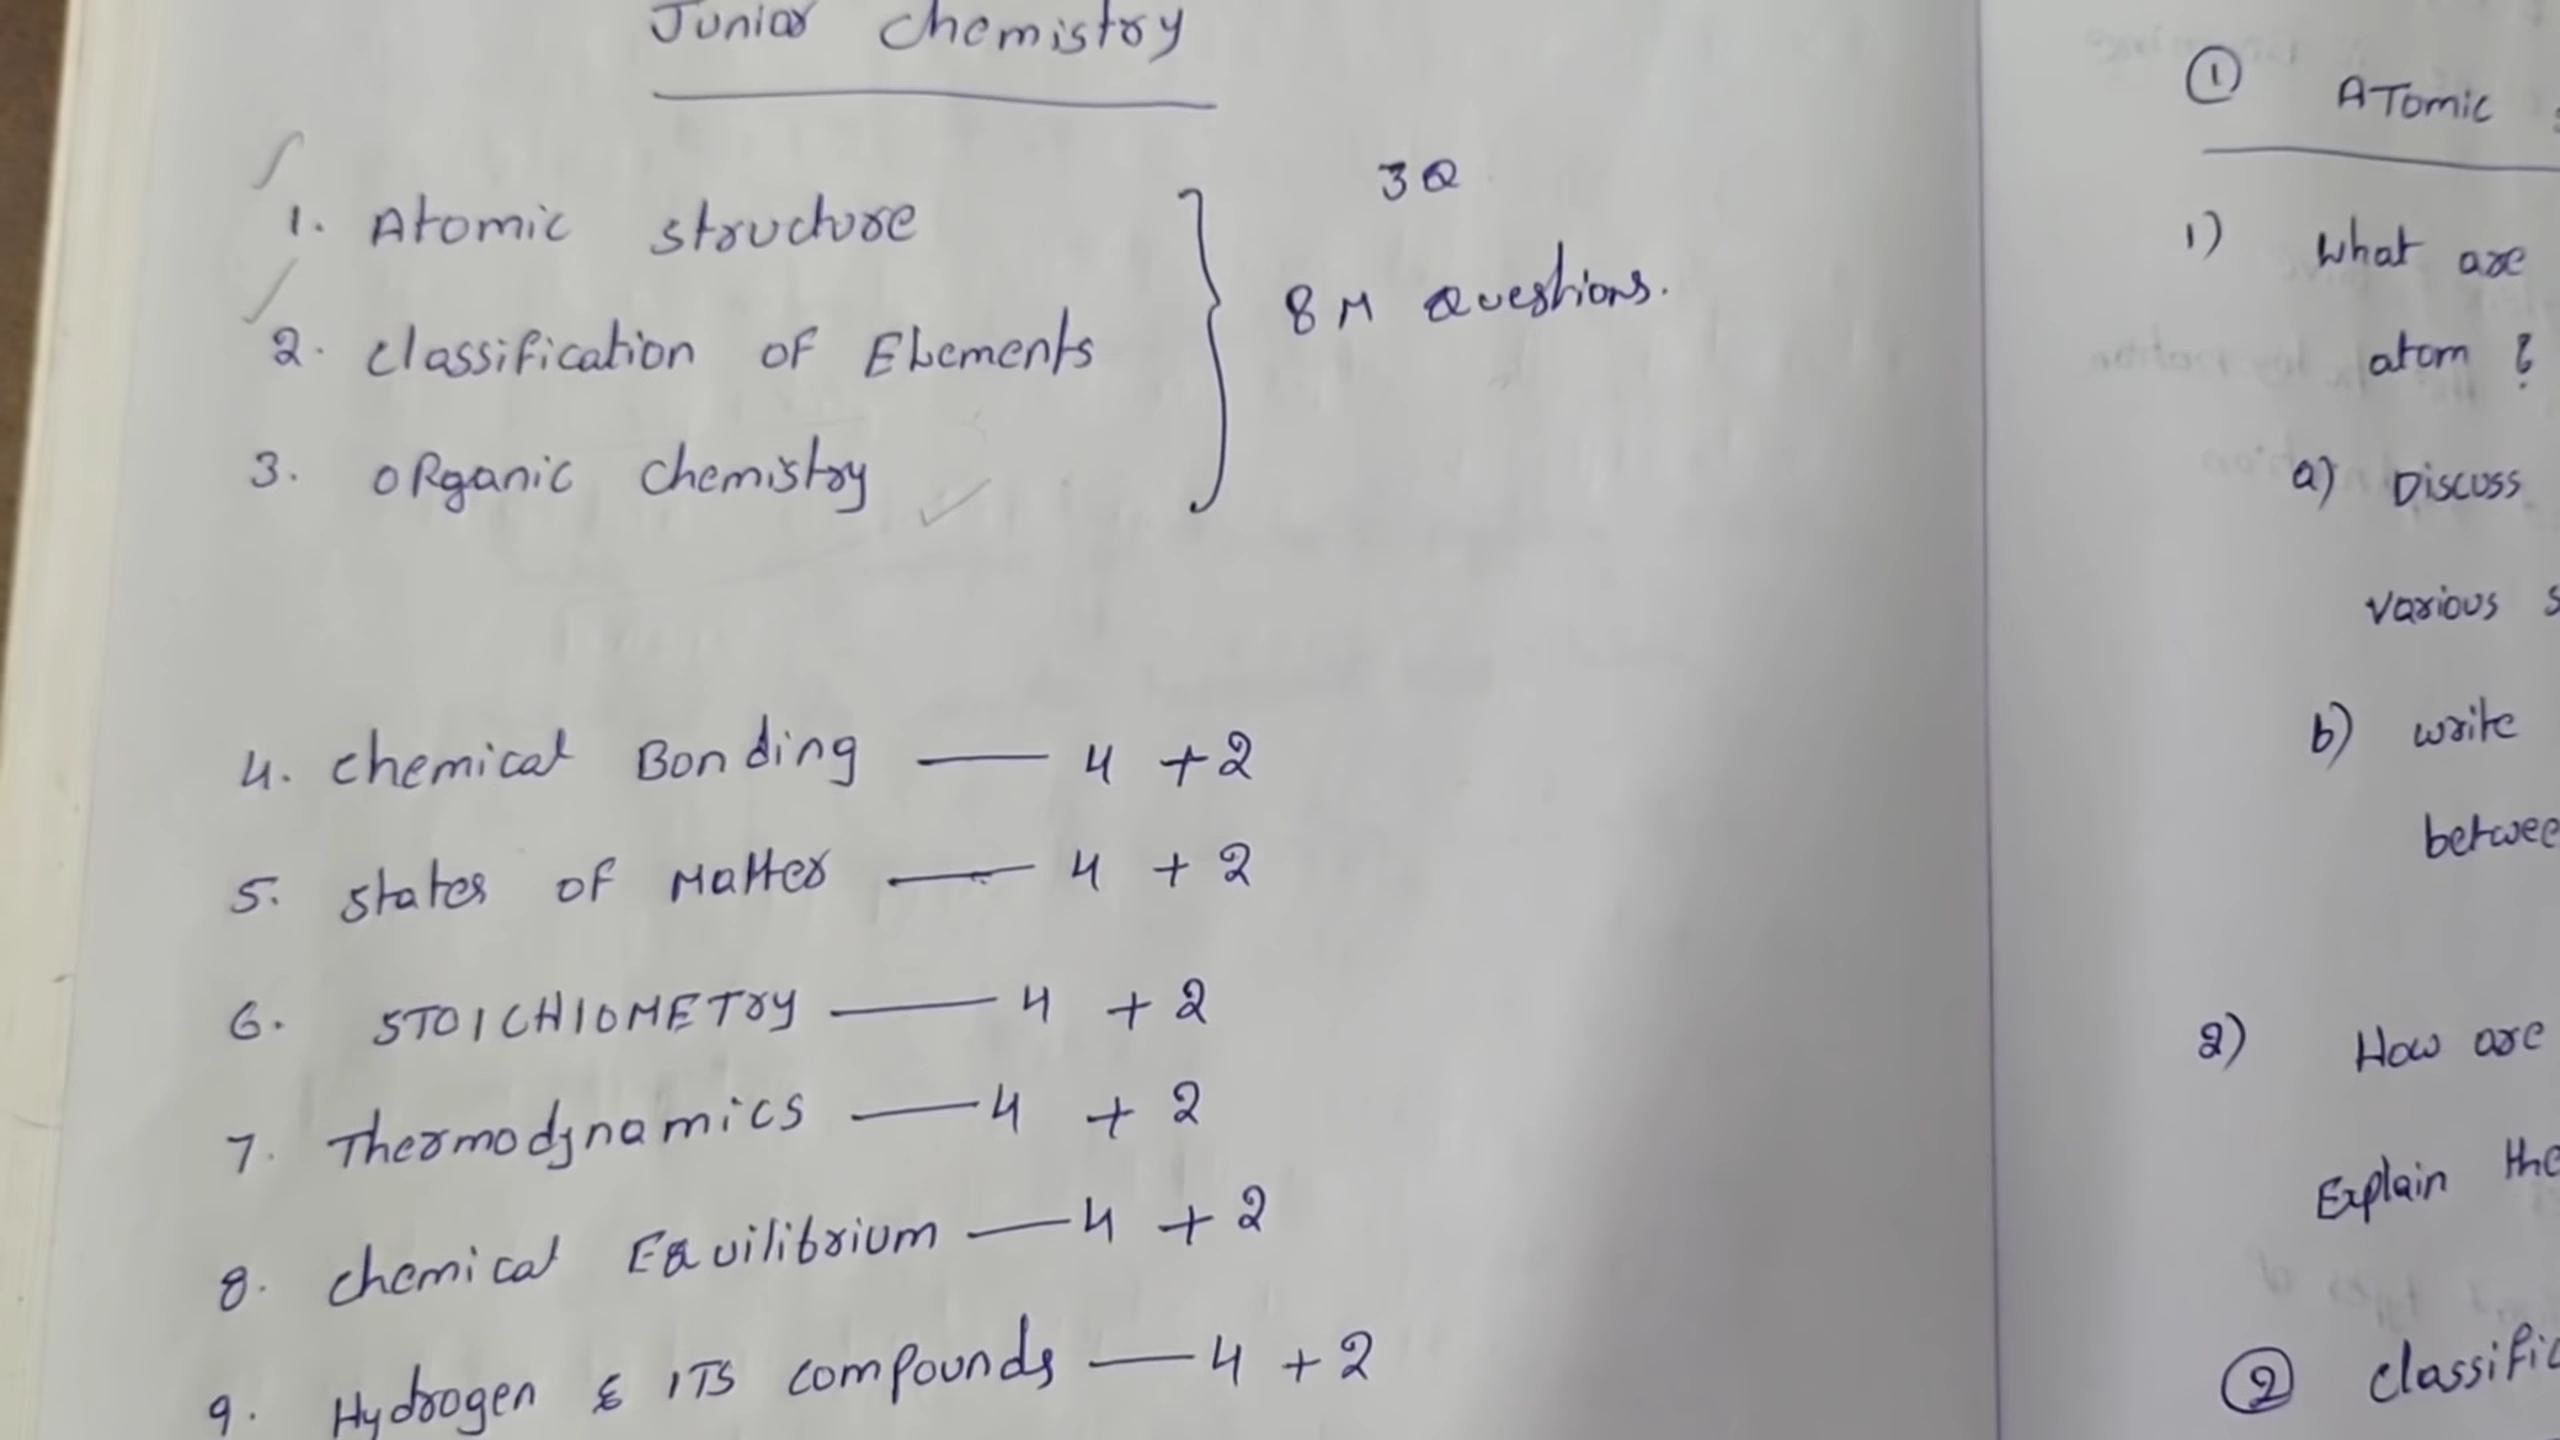 Junior Chemistry
1. Atomic structure
2. classification of Elements
3. organic chemistry
3Q
8M Questions.
4. chemical Bonding — 4 + 2
5. states of Matter — 4 + 2
6. STOICHIOMETry — 4 + 2
7. Thermodynamics — 4 + 2
8. chemical Equilibrium — 4 + 2
9. Hydrogen & ITS compounds — 4 + 2
① ATomic
1) What are
atom ?
a) Discuss
various s
b) write
betwee
2) How are
Explain the
② classific